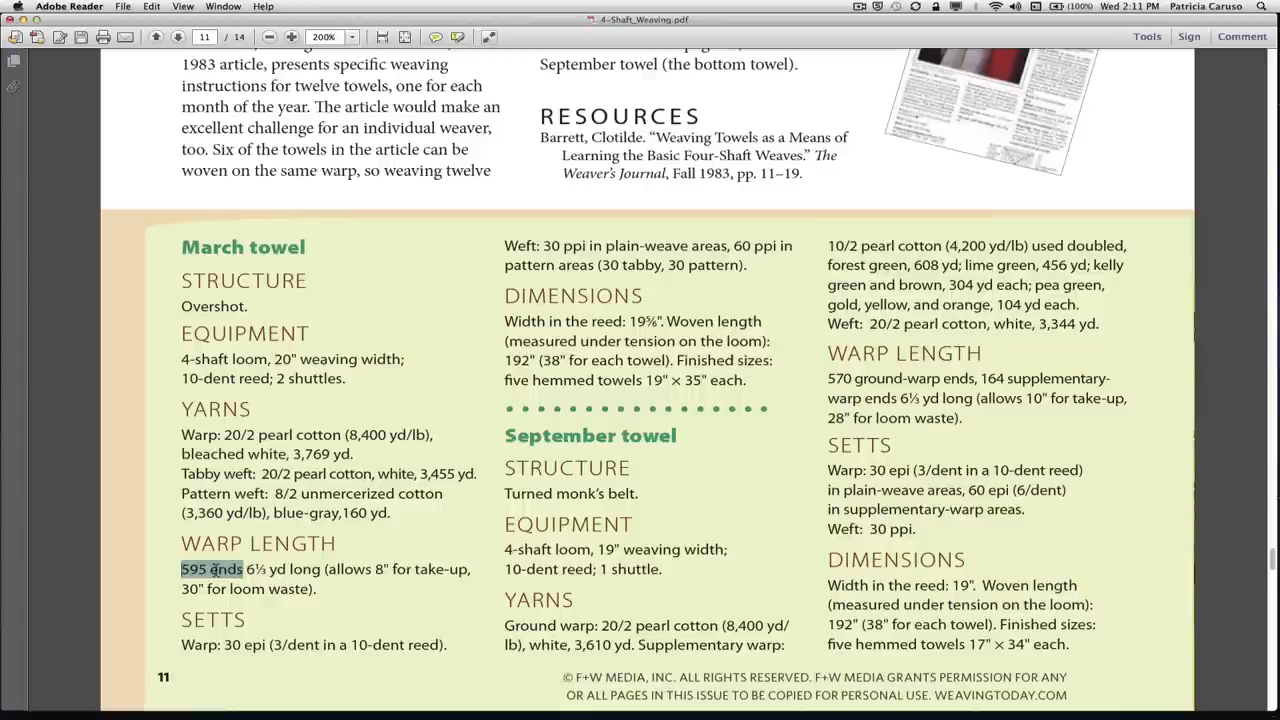 Adobe Reader File Edit View Window Help
(100%) Wed 2:11 PM Patricia Caruso
4-Shaft_Weaving.pdf
11 / 14 200% Tools Sign Comment
1983 article, presents specific weaving
instructions for twelve towels, one for each
month of the year. The article would make an
excellent challenge for an individual weaver,
too. Six of the towels in the article can be
woven on the same warp, so weaving twelve
September towel (the bottom towel).
RESOURCES
Barrett, Clotilde. “Weaving Towels as a Means of
Learning the Basic Four-Shaft Weaves.” The
Weaver’s Journal, Fall 1983, pp. 11–19.
March towel
STRUCTURE
Overshot.
EQUIPMENT
4-shaft loom, 20" weaving width;
10-dent reed; 2 shuttles.
YARNS
Warp: 20/2 pearl cotton (8,400 yd/lb),
bleached white, 3,769 yd.
Tabby weft: 20/2 pearl cotton, white, 3,455 yd.
Pattern weft: 8/2 unmercerized cotton
(3,360 yd/lb), blue-gray,160 yd.
WARP LENGTH
595 ends 6⅓ yd long (allows 8" for take-up,
30" for loom waste).
SETTS
Warp: 30 epi (3/dent in a 10-dent reed).
Weft: 30 ppi in plain-weave areas, 60 ppi in
pattern areas (30 tabby, 30 pattern).
DIMENSIONS
Width in the reed: 19⅝". Woven length
(measured under tension on the loom):
192" (38" for each towel). Finished sizes:
five hemmed towels 19" × 35" each.
September towel
STRUCTURE
Turned monk’s belt.
EQUIPMENT
4-shaft loom, 19" weaving width;
10-dent reed; 1 shuttle.
YARNS
Ground warp: 20/2 pearl cotton (8,400 yd/
lb), white, 3,610 yd. Supplementary warp:
10/2 pearl cotton (4,200 yd/lb) used doubled,
forest green, 608 yd; lime green, 456 yd; kelly
green and brown, 304 yd each; pea green,
gold, yellow, and orange, 104 yd each.
Weft: 20/2 pearl cotton, white, 3,344 yd.
WARP LENGTH
570 ground-warp ends, 164 supplementary-
warp ends 6⅓ yd long (allows 10" for take-up,
28" for loom waste).
SETTS
Warp: 30 epi (3/dent in a 10-dent reed)
in plain-weave areas, 60 epi (6/dent)
in supplementary-warp areas.
Weft: 30 ppi.
DIMENSIONS
Width in the reed: 19". Woven length
(measured under tension on the loom):
192" (38" for each towel). Finished sizes:
five hemmed towels 17" × 34" each.
11
© F+W MEDIA, INC. ALL RIGHTS RESERVED. F+W MEDIA GRANTS PERMISSION FOR ANY
OR ALL PAGES IN THIS ISSUE TO BE COPIED FOR PERSONAL USE. WEAVINGTODAY.COM